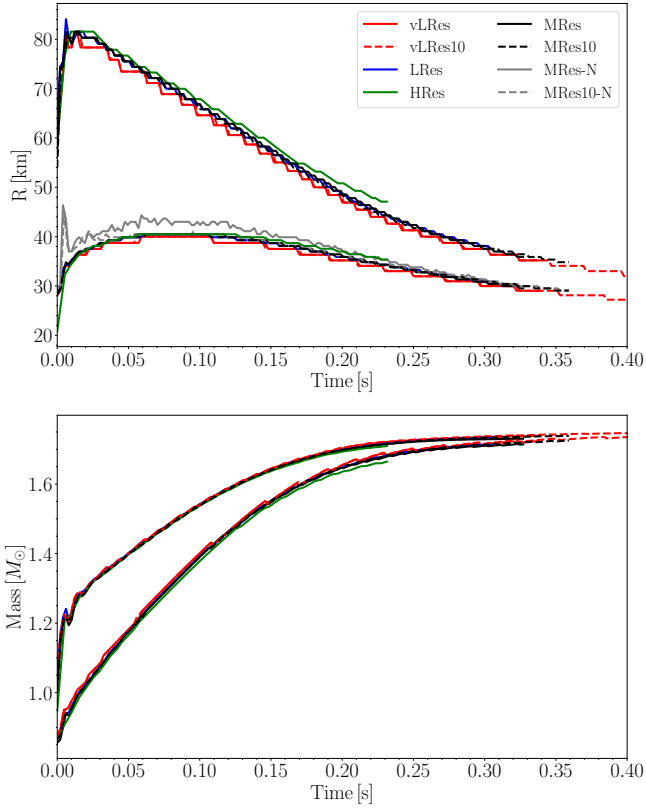 vLRes
vLRes10
LRes
HRes
MRes
MRes10
MRes-N
MRes10-N
R [km]
80
70
60
50
40
30
20
0.00 0.05 0.10 0.15 0.20 0.25 0.30 0.35 0.40
Time [s]
Mass [M⊙]
1.6
1.4
1.2
1.0
0.00 0.05 0.10 0.15 0.20 0.25 0.30 0.35 0.40
Time [s]